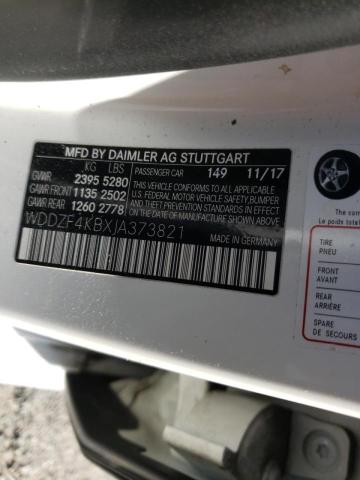 MFD BY DAIMLER AG STUTTGART
KG LBS
GVWR 2395 5280
GAWR FRONT 1135 2502
GAWR REAR 1260 2778
PASSENGER CAR 149 11/17
THIS VEHICLE CONFORMS TO ALL APPLICABLE
U.S. FEDERAL MOTOR VEHICLE SAFETY, BUMPER,
AND THEFT PREVENTION STANDARDS IN EFFECT
ON THE DATE OF MANUFACTURE SHOWN ABOVE.
WDDZF4KBXJA373821
MADE IN GERMANY
TIRE
PNEU
FRONT
AVANT
REAR
ARRIÈRE
SPARE
DE SECOURS